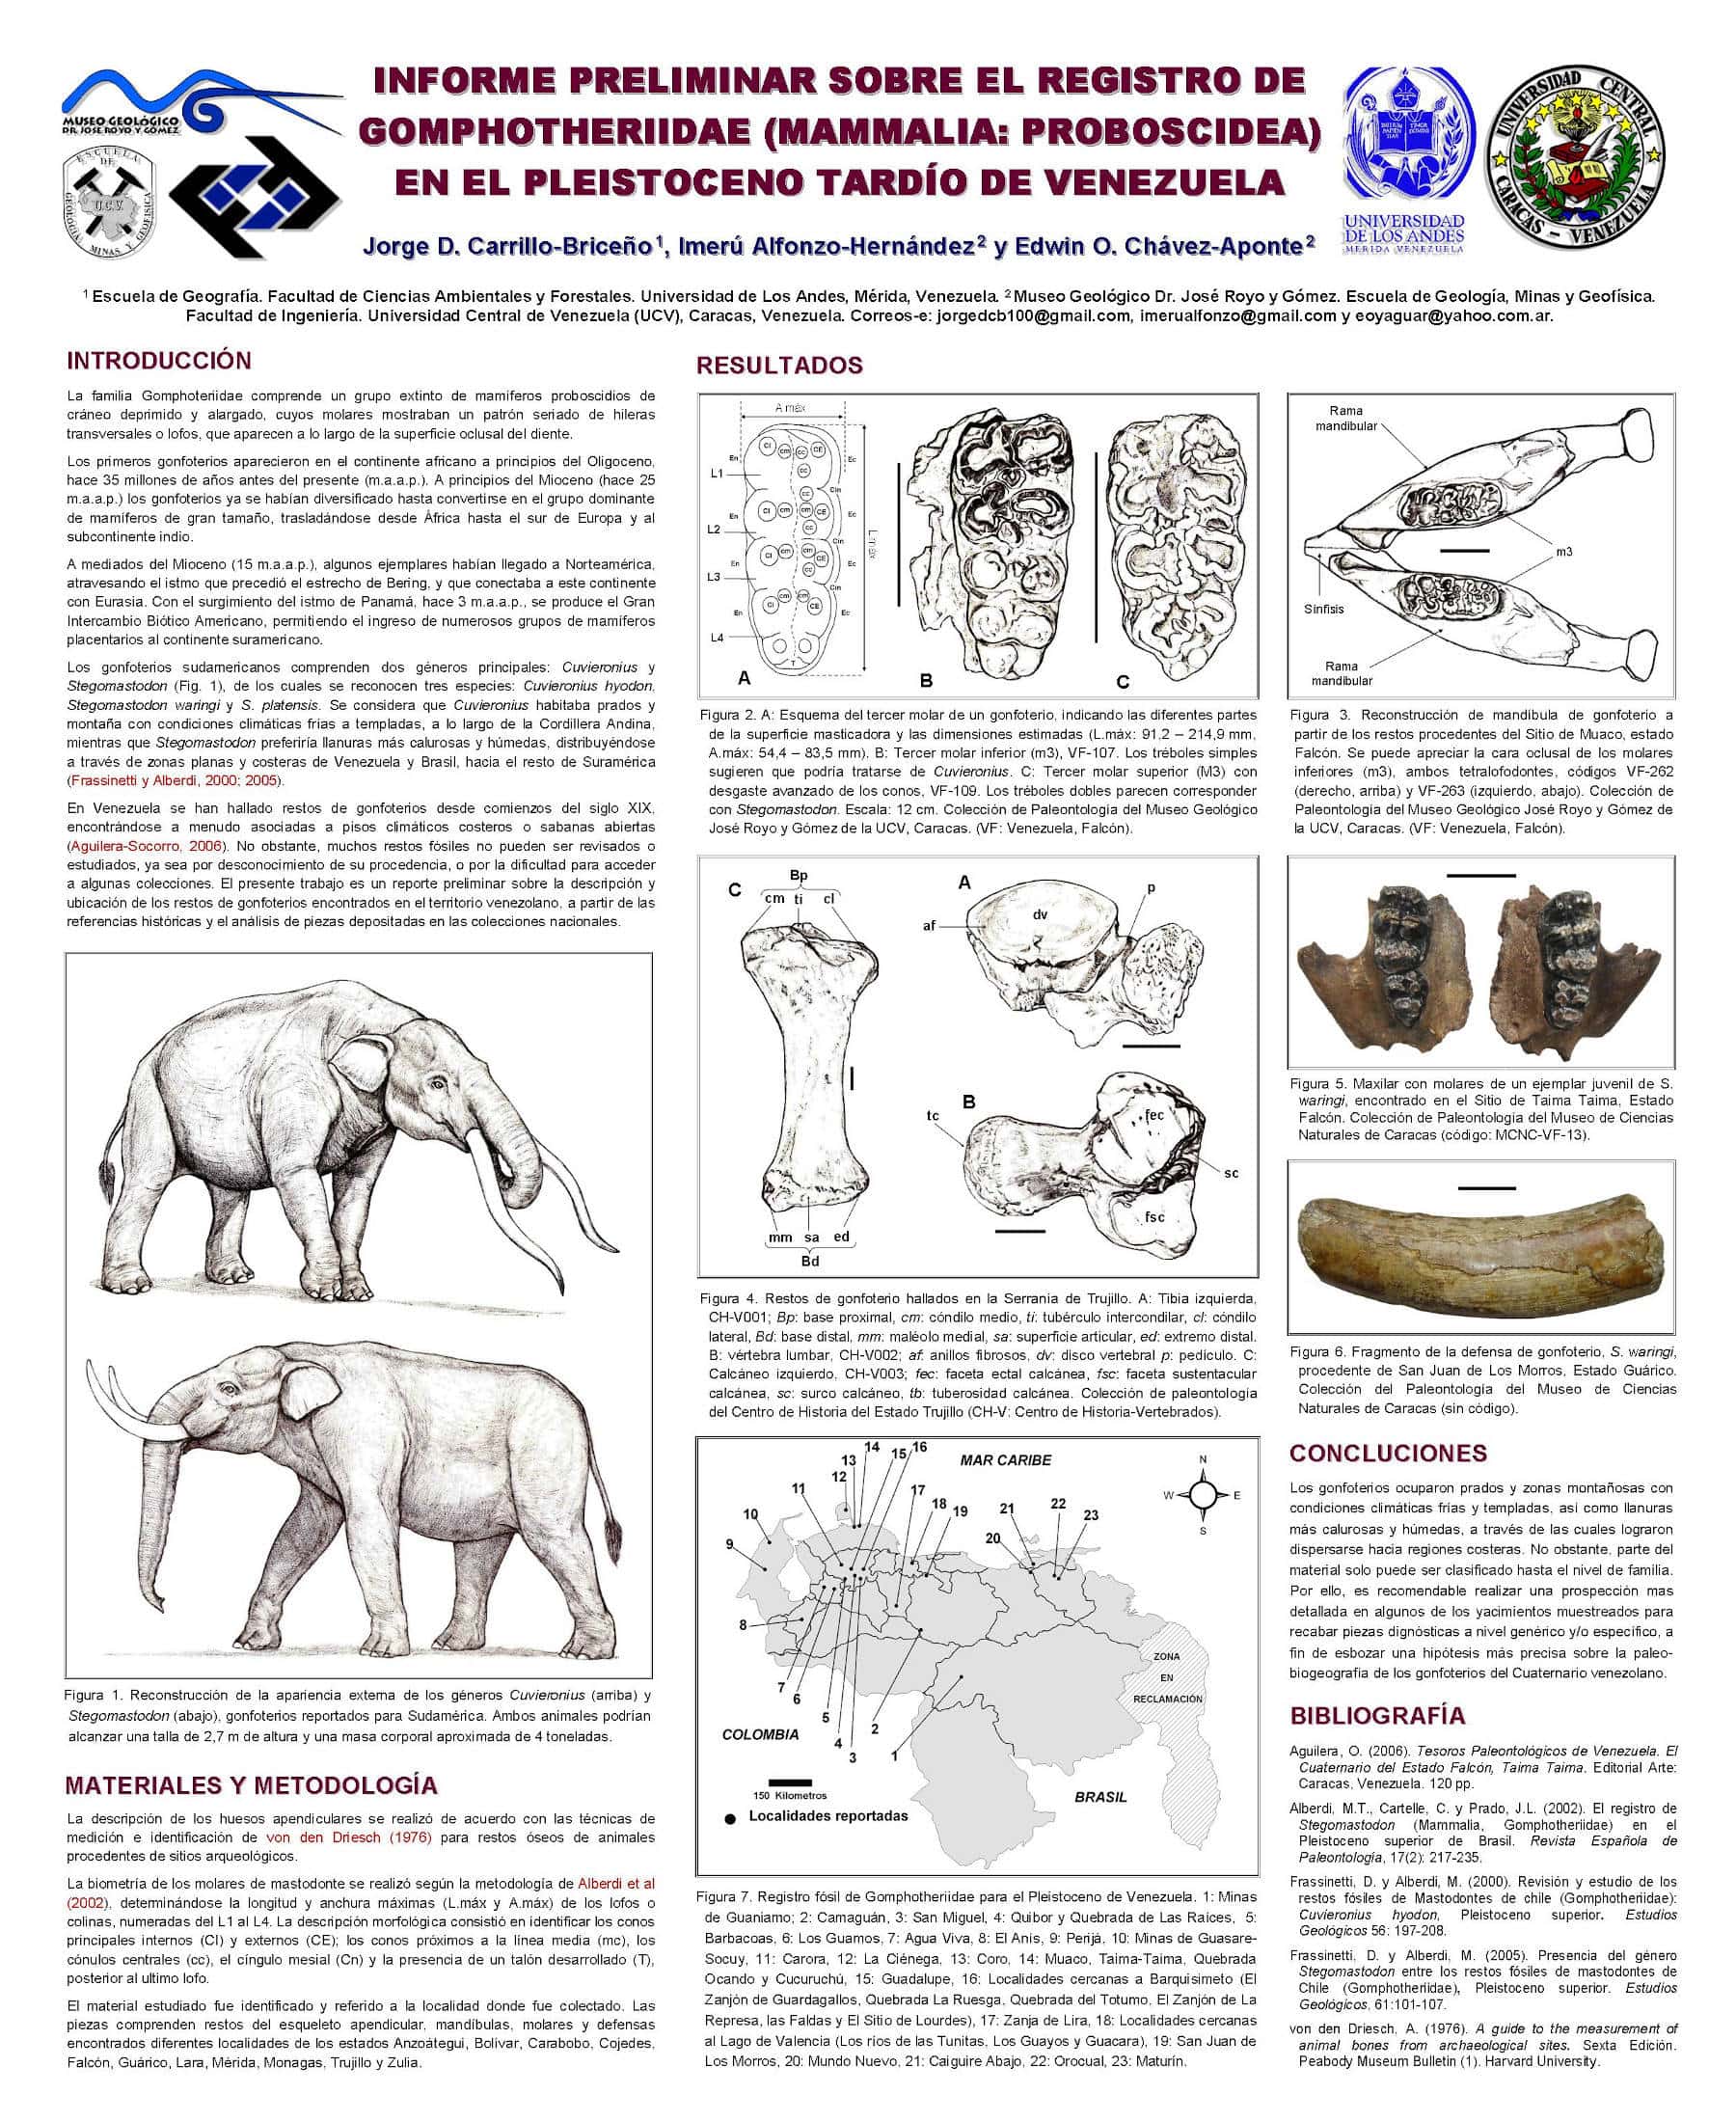 INFORME PRELIMINAR SOBRE EL REGISTRO DE
GOMPHOTHERIIDAE (MAMMALIA: PROBOSCIDEA)
EN EL PLEISTOCENO TARDÍO DE VENEZUELA
Jorge D. Carrillo-Briceño¹, Imerú Alfonzo-Hernández² y Edwin O. Chávez-Aponte²
MUSEO GEOLÓGICO
DR. JOSE ROYO Y GÓMEZ
ESCUELA DE GEOLOGÍA MINAS Y GEOFISICA
U.C.V.
UNIVERSIDAD
DE LOS ANDES
MERIDA VENEZUELA
UNIVERSIDAD CENTRAL
CARACAS - VENEZUELA
¹ Escuela de Geografía. Facultad de Ciencias Ambientales y Forestales. Universidad de Los Andes, Mérida, Venezuela. ² Museo Geológico Dr. José Royo y Gómez. Escuela de Geología, Minas y Geofísica.
Facultad de Ingeniería. Universidad Central de Venezuela (UCV), Caracas, Venezuela. Correos-e: jorgedcb100@gmail.com, imerualfonzo@gmail.com y eoyaguar@yahoo.com.ar.
INTRODUCCIÓN
La familia Gomphoteriidae comprende un grupo extinto de mamíferos proboscidios de
cráneo deprimido y alargado, cuyos molares mostraban un patrón seriado de hileras
transversales o lofos, que aparecen a lo largo de la superficie oclusal del diente.
Los primeros gonfoterios aparecieron en el continente africano a principios del Oligoceno,
hace 35 millones de años antes del presente (m.a.a.p.). A principios del Mioceno (hace 25
m.a.a.p.) los gonfoterios ya se habían diversificado hasta convertirse en el grupo dominante
de mamíferos de gran tamaño, trasladándose desde África hasta el sur de Europa y al
subcontinente indio.
A mediados del Mioceno (15 m.a.a.p.), algunos ejemplares habían llegado a Norteamérica,
atravesando el istmo que precedió el estrecho de Bering, y que conectaba a este continente
con Eurasia. Con el surgimiento del istmo de Panamá, hace 3 m.a.a.p., se produce el Gran
Intercambio Biótico Americano, permitiendo el ingreso de numerosos grupos de mamíferos
placentarios al continente suramericano.
Los gonfoterios sudamericanos comprenden dos géneros principales: Cuvieronius y
Stegomastodon (Fig. 1), de los cuales se reconocen tres especies: Cuvieronius hyodon,
Stegomastodon waringi y S. platensis. Se considera que Cuvieronius habitaba prados y
montaña con condiciones climáticas frías a templadas, a lo largo de la Cordillera Andina,
mientras que Stegomastodon preferiría llanuras más calurosas y húmedas, distribuyéndose
a través de zonas planas y costeras de Venezuela y Brasil, hacia el resto de Suramérica
(Frassinetti y Alberdi, 2000; 2005).
En Venezuela se han hallado restos de gonfoterios desde comienzos del siglo XIX,
encontrándose a menudo asociadas a pisos climáticos costeros o sabanas abiertas
(Aguilera-Socorro, 2006). No obstante, muchos restos fósiles no pueden ser revisados o
estudiados, ya sea por desconocimiento de su procedencia, o por la dificultad para acceder
a algunas colecciones. El presente trabajo es un reporte preliminar sobre la descripción y
ubicación de los restos de gonfoterios encontrados en el territorio venezolano, a partir de las
referencias históricas y el análisis de piezas depositadas en las colecciones nacionales.
Figura 1. Reconstrucción de la apariencia externa de los géneros Cuvieronius (arriba) y
Stegomastodon (abajo), gonfoterios reportados para Sudamérica. Ambos animales podrían
alcanzar una talla de 2,7 m de altura y una masa corporal aproximada de 4 toneladas.
MATERIALES Y METODOLOGÍA
La descripción de los huesos apendiculares se realizó de acuerdo con las técnicas de
medición e identificación de von den Driesch (1976) para restos óseos de animales
procedentes de sitios arqueológicos.
La biometría de los molares de mastodonte se realizó según la metodología de Alberdi et al
(2002), determinándose la longitud y anchura máximas (L.máx y A.máx) de los lofos o
colinas, numeradas del L1 al L4. La descripción morfológica consistió en identificar los conos
principales internos (CI) y externos (CE); los conos próximos a la línea media (mc), los
cónulos centrales (cc), el cíngulo mesial (Cn) y la presencia de un talón desarrollado (T),
posterior al ultimo lofo.
El material estudiado fue identificado y referido a la localidad donde fue colectado. Las
piezas comprenden restos del esqueleto apendicular, mandíbulas, molares y defensas
encontrados diferentes localidades de los estados Anzoátegui, Bolívar, Carabobo, Cojedes,
Falcón, Guárico, Lara, Mérida, Monagas, Trujillo y Zulia.
RESULTADOS
A máx
L máx
L1
L2
L3
L4
En
Ec
Cin
CI
cm
cc
CE
T
A
B
C
Figura 2. A: Esquema del tercer molar de un gonfoterio, indicando las diferentes partes
de la superficie masticadora y las dimensiones estimadas (L.máx: 91,2 – 214,9 mm,
A.máx: 54,4 – 83,5 mm). B: Tercer molar inferior (m3), VF-107. Los tréboles simples
sugieren que podría tratarse de Cuvieronius. C: Tercer molar superior (M3) con
desgaste avanzado de los conos, VF-109. Los tréboles dobles parecen corresponder
con Stegomastodon. Escala: 12 cm. Colección de Paleontología del Museo Geológico
José Royo y Gómez de la UCV, Caracas. (VF: Venezuela, Falcón).
Rama
mandibular
m3
Sínfisis
Rama
mandibular
Figura 3. Reconstrucción de mandíbula de gonfoterio a
partir de los restos procedentes del Sitio de Muaco, estado
Falcón. Se puede apreciar la cara oclusal de los molares
inferiores (m3), ambos tetralofodontes, códigos VF-262
(derecho, arriba) y VF-263 (izquierdo, abajo). Colección de
Paleontología del Museo Geológico José Royo y Gómez de
la UCV, Caracas. (VF: Venezuela, Falcón).
C
Bp
cm ti cl
mm sa ed
Bd
A
af
dv
p
B
tc
fec
sc
fsc
Figura 4. Restos de gonfoterio hallados en la Serranía de Trujillo. A: Tibia izquierda,
CH-V001; Bp: base proximal, cm: cóndilo medio, ti: tubérculo intercondilar, cl: cóndilo
lateral, Bd: base distal, mm: maléolo medial, sa: superficie articular, ed: extremo distal.
B: vértebra lumbar, CH-V002; af: anillos fibrosos, dv: disco vertebral p: pedículo. C:
Calcáneo izquierdo, CH-V003; fec: faceta ectal calcánea, fsc: faceta sustentacular
calcánea, sc: surco calcáneo, tb: tuberosidad calcánea. Colección de paleontología
del Centro de Historia del Estado Trujillo (CH-V: Centro de Historia-Vertebrados).
Figura 5. Maxilar con molares de un ejemplar juvenil de S.
waringi, encontrado en el Sitio de Taima Taima, Estado
Falcón. Colección de Paleontología del Museo de Ciencias
Naturales de Caracas (código: MCNC-VF-13).
Figura 6. Fragmento de la defensa de gonfoterio, S. waringi,
procedente de San Juan de Los Morros, Estado Guárico.
Colección del Paleontología del Museo de Ciencias
Naturales de Caracas (sin código).
MAR CARIBE
N
W E
S
14 15 16
13
12
11
10
9
8
17
18
19
20
21
22
23
7
6
5
4
3
2
1
ZONA
EN
RECLAMACIÓN
COLOMBIA
BRASIL
150 Kilometros
Localidades reportadas
Figura 7. Registro fósil de Gomphotheriidae para el Pleistoceno de Venezuela. 1: Minas
de Guaniamo; 2: Camaguán, 3: San Miguel, 4: Quibor y Quebrada de Las Raíces, 5:
Barbacoas, 6: Los Guamos, 7: Agua Viva, 8: El Anís, 9: Perijá, 10: Minas de Guasare-
Socuy, 11: Carora, 12: La Ciénega, 13: Coro, 14: Muaco, Taima-Taima, Quebrada
Ocando y Cucuruchú, 15: Guadalupe, 16: Localidades cercanas a Barquisimeto (El
Zanjón de Guardagallos, Quebrada La Ruesga, Quebrada del Totumo, El Zanjón de La
Represa, las Faldas y El Sitio de Lourdes), 17: Zanja de Lira, 18: Localidades cercanas
al Lago de Valencia (Los ríos de las Tunitas, Los Guayos y Guacara), 19: San Juan de
Los Morros, 20: Mundo Nuevo, 21: Caiguire Abajo, 22: Orocual, 23: Maturín.
CONCLUCIONES
Los gonfoterios ocuparon prados y zonas montañosas con
condiciones climáticas frías y templadas, así como llanuras
más calurosas y húmedas, a través de las cuales lograron
dispersarse hacia regiones costeras. No obstante, parte del
material solo puede ser clasificado hasta el nivel de familia.
Por ello, es recomendable realizar una prospección mas
detallada en algunos de los yacimientos muestreados para
recabar piezas dignósticas a nivel genérico y/o específico, a
fin de esbozar una hipótesis más precisa sobre la paleo-
biogeografía de los gonfoterios del Cuaternario venezolano.
BIBLIOGRAFÍA
Aguilera, O. (2006). Tesoros Paleontológicos de Venezuela. El
Cuaternario del Estado Falcón, Taima Taima. Editorial Arte:
Caracas, Venezuela. 120 pp.
Alberdi, M.T., Cartelle, C. y Prado, J.L. (2002). El registro de
Stegomastodon (Mammalia, Gomphotheriidae) en el
Pleistoceno superior de Brasil. Revista Española de
Paleontología, 17(2): 217-235.
Frassinetti, D. y Alberdi, M. (2000). Revisión y estudio de los
restos fósiles de Mastodontes de chile (Gomphotheriidae):
Cuvieronius hyodon, Pleistoceno superior. Estudios
Geológicos 56: 197-208.
Frassinetti, D. y Alberdi, M. (2005). Presencia del género
Stegomastodon entre los restos fósiles de mastodontes de
Chile (Gomphotheriidae), Pleistoceno superior. Estudios
Geológicos, 61:101-107.
von den Driesch, A. (1976). A guide to the measurement of
animal bones from archaeological sites. Sexta Edición.
Peabody Museum Bulletin (1). Harvard University.